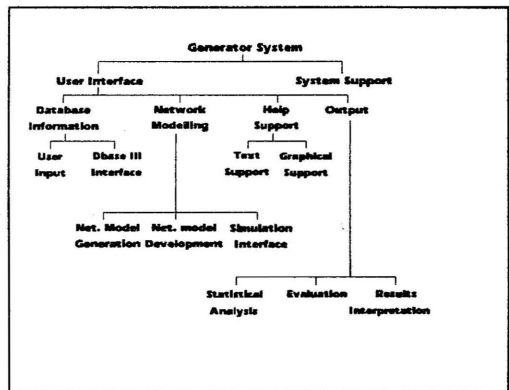 Generator System
User Interface
System Support
Database
Information
Network
Modelling
Help
Support
Output
User
Input
Dbase III
Interface
Text
Support
Graphical
Support
Net. Model
Generation
Net. model
Development
Simulation
Interface
Statistical
Analysis
Evaluation
Results
Interpretation